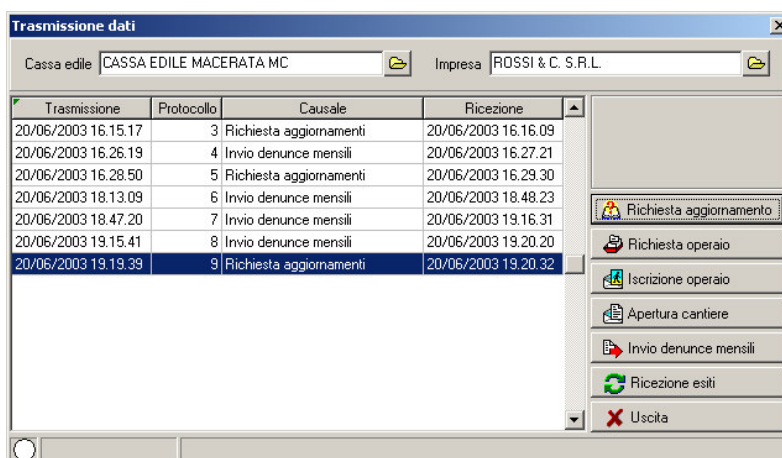 Trasmissione dati
Cassa edile CASSA EDILE MACERATA MC Impresa ROSSI & C. S.R.L.
Trasmissione Protocollo Causale Ricezione
20/06/2003 16.15.17 3 Richiesta aggiornamenti 20/06/2003 16.16.09
20/06/2003 16.26.19 4 Invio denunce mensili 20/06/2003 16.27.21
20/06/2003 16.28.50 5 Richiesta aggiornamenti 20/06/2003 16.29.30
20/06/2003 18.13.09 6 Invio denunce mensili 20/06/2003 18.48.23
20/06/2003 18.47.20 7 Invio denunce mensili 20/06/2003 19.16.31
20/06/2003 19.15.41 8 Invio denunce mensili 20/06/2003 19.20.20
20/06/2003 19.19.39 9 Richiesta aggiornamenti 20/06/2003 19.20.32
Richiesta aggiornamento
Richiesta operaio
Iscrizione operaio
Apertura cantiere
Invio denunce mensili
Ricezione esiti
Uscita